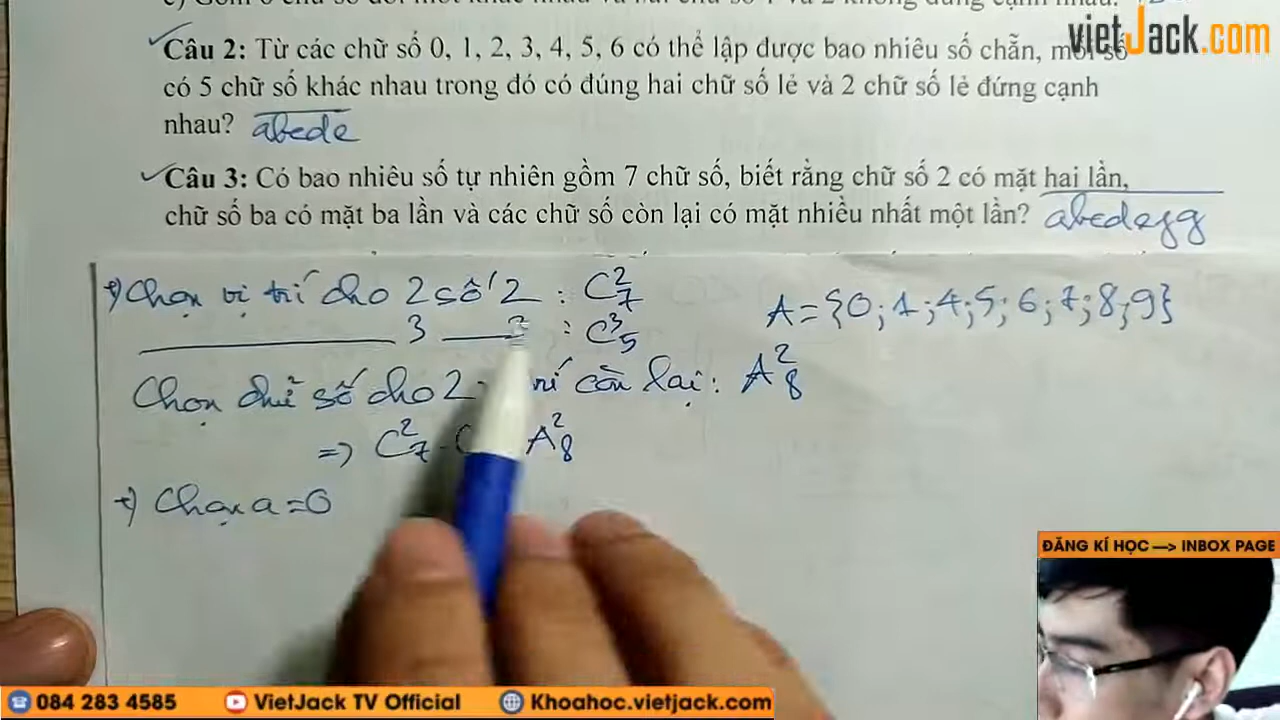 vietJack.com
Câu 2: Từ các chữ số 0, 1, 2, 3, 4, 5, 6 có thể lập được bao nhiêu số chẵn, mỗi số
có 5 chữ số khác nhau trong đó có đúng hai chữ số lẻ và 2 chữ số lẻ đứng cạnh
nhau? abcde
Câu 3: Có bao nhiêu số tự nhiên gồm 7 chữ số, biết rằng chữ số 2 có mặt hai lần,
chữ số ba có mặt ba lần và các chữ số còn lại có mặt nhiều nhất một lần? abcdefg
+) Chọn vị trí cho 2 số 2 : C²₇
3 : C³₅
A = {0; 1; 4; 5; 6; 7; 8; 9}
Chọn chữ số cho 2 trí còn lại : A²₈
=> C²₇ . A²₈
+) Chọn a = 0
ĐĂNG KÍ HỌC —> INBOX PAGE
084 283 4585 VietJack TV Official Khoahoc.vietjack.com